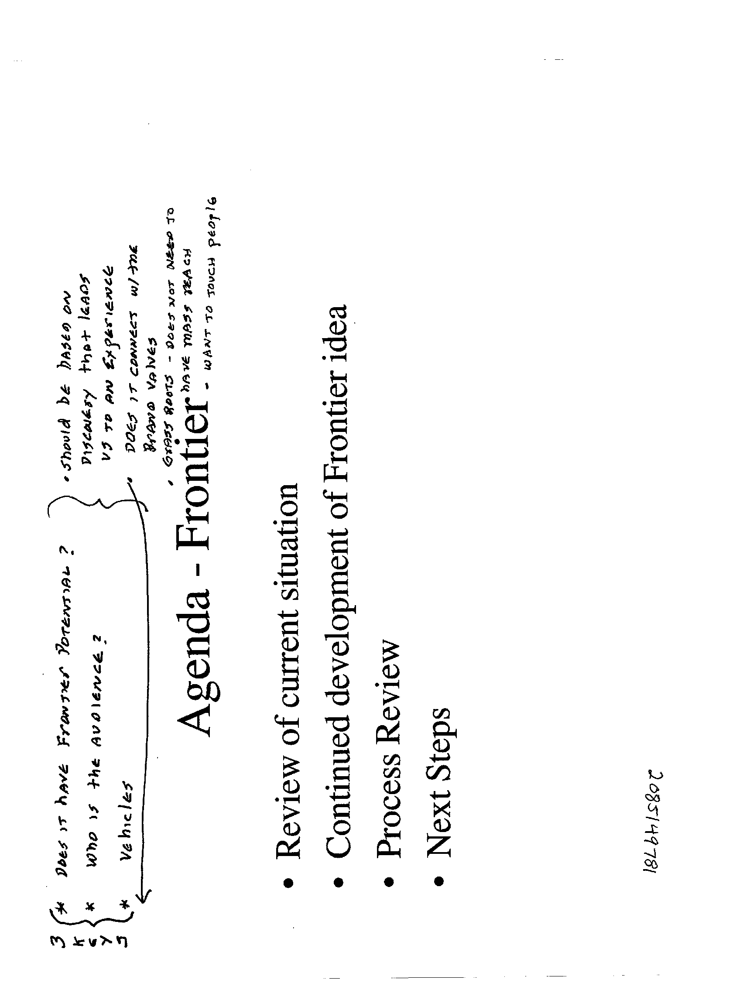 3 KEYS
* DOES IT hAVE FRONTIER POTENTIAL ?
* Who IS the AUDIENCE?
* Vehicles
• Should be bASED ON
DISCOVERY that lEADS
US TO AN EXPERIENCE
• DOES IT CONNECT W/ THE
BRAND VALVES
• GRASS ROOTS - DOES NOT NEED TO
hAVE MASS REACH
- WANT TO TOUCH PEOPlE
Agenda - Frontier
• Review of current situation
• Continued development of Frontier idea
• Process Review
• Next Steps
2085149781